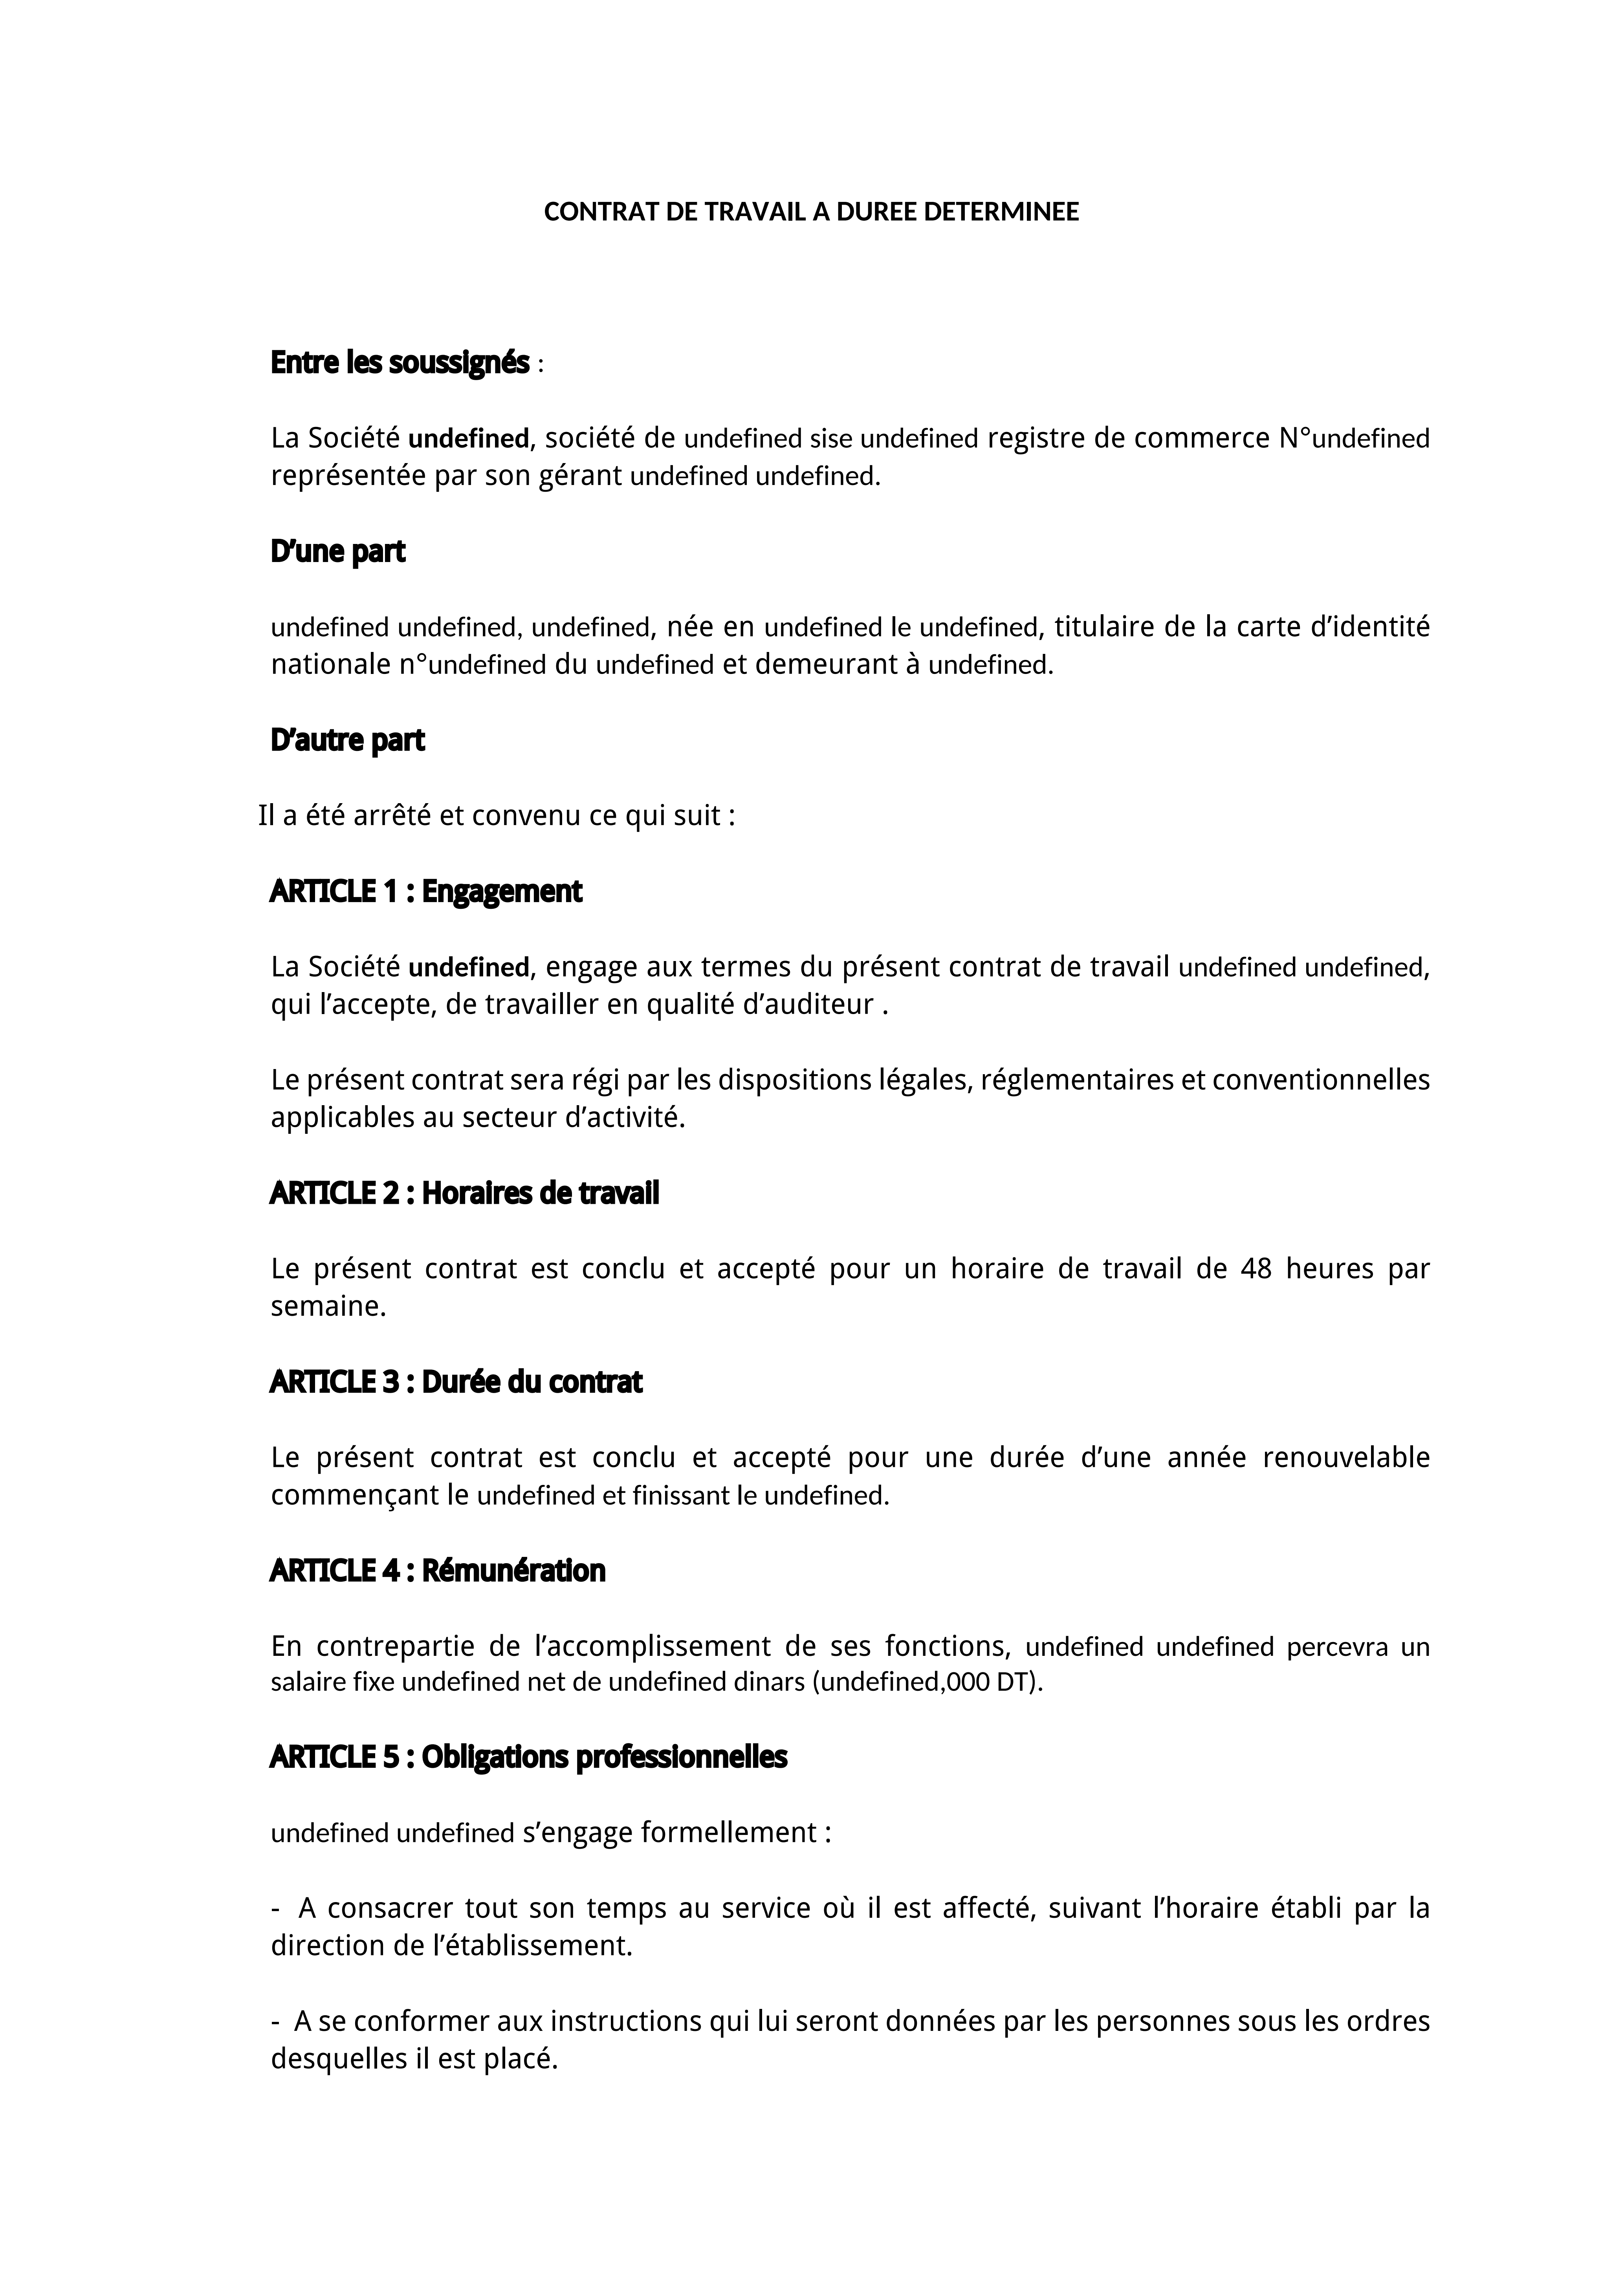 CONTRAT DE TRAVAIL A DUREE DETERMINEE
Entre les soussignés :
La Société undefined, société de undefined sise undefined registre de commerce N°undefined
représentée par son gérant undefined undefined.
D’une part
undefined undefined, undefined, née en undefined le undefined, titulaire de la carte d’identité
nationale n°undefined du undefined et demeurant à undefined.
D’autre part
Il a été arrêté et convenu ce qui suit :
ARTICLE 1 : Engagement
La Société undefined, engage aux termes du présent contrat de travail undefined undefined,
qui l’accepte, de travailler en qualité d’auditeur .
Le présent contrat sera régi par les dispositions légales, réglementaires et conventionnelles
applicables au secteur d’activité.
ARTICLE 2 : Horaires de travail
Le présent contrat est conclu et accepté pour un horaire de travail de 48 heures par
semaine.
ARTICLE 3 : Durée du contrat
Le présent contrat est conclu et accepté pour une durée d’une année renouvelable
commençant le undefined et finissant le undefined.
ARTICLE 4 : Rémunération
En contrepartie de l’accomplissement de ses fonctions, undefined undefined percevra un
salaire fixe undefined net de undefined dinars (undefined,000 DT).
ARTICLE 5 : Obligations professionnelles
undefined undefined s’engage formellement :
- A consacrer tout son temps au service où il est affecté, suivant l’horaire établi par la
direction de l’établissement.
- A se conformer aux instructions qui lui seront données par les personnes sous les ordres
desquelles il est placé.